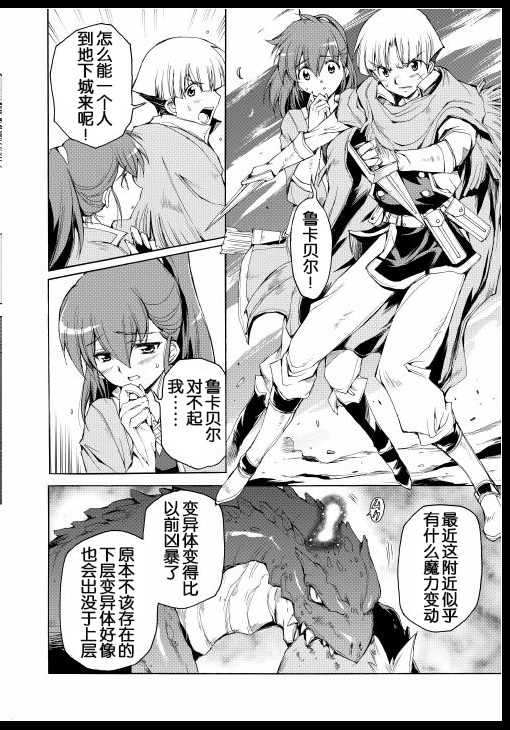 鲁卡贝尔！
怎么能一个人
到地下城来呢！
鲁卡贝尔
对不起
我……
最近这附近似乎
有什么魔力变动
变异体变得比
以前凶暴了
原本不该存在的
下层变异体好像
也会出没于上层